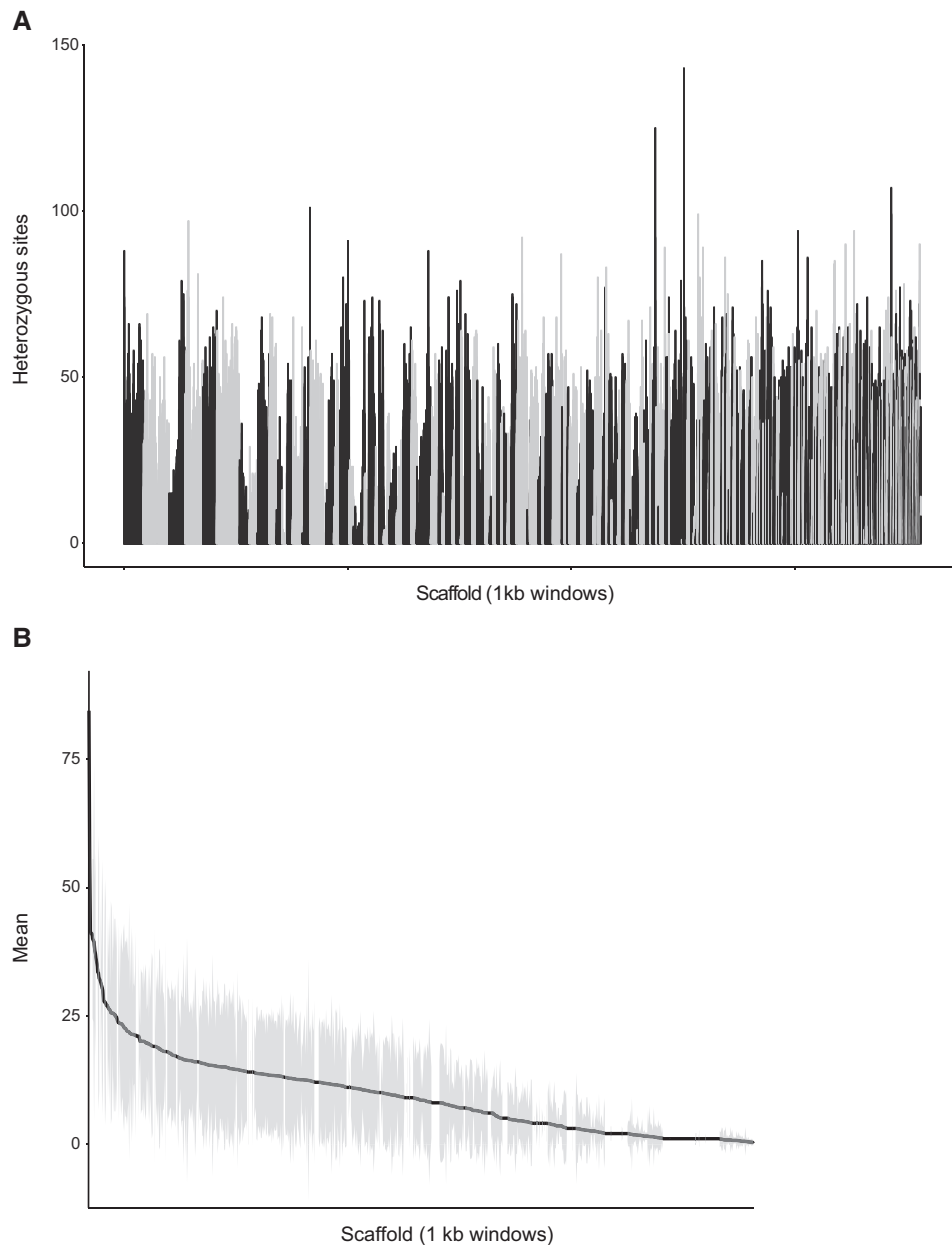 A
150
100
50
0
Heterozygous sites
Scaffold (1kb windows)
B
75
50
25
0
Mean
Scaffold (1 kb windows)